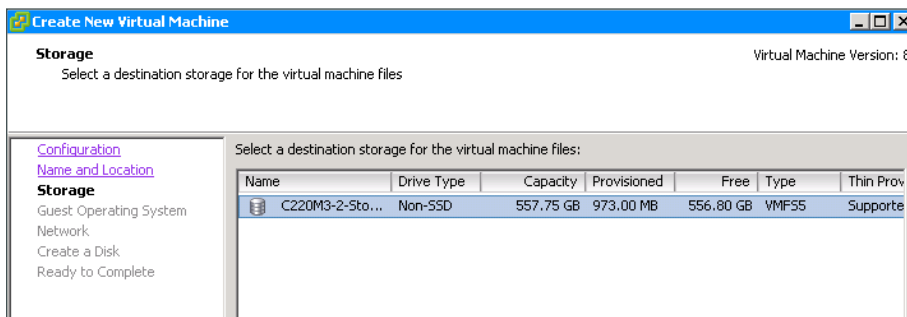 Create New Virtual Machine
Storage
Select a destination storage for the virtual machine files
Virtual Machine Version: 8
Configuration
Name and Location
Storage
Guest Operating System
Network
Create a Disk
Ready to Complete
Select a destination storage for the virtual machine files:
Name Drive Type Capacity Provisioned Free Type Thin Prov
C220M3-2-Sto... Non-SSD 557.75 GB 973.00 MB 556.80 GB VMFS5 Supporte